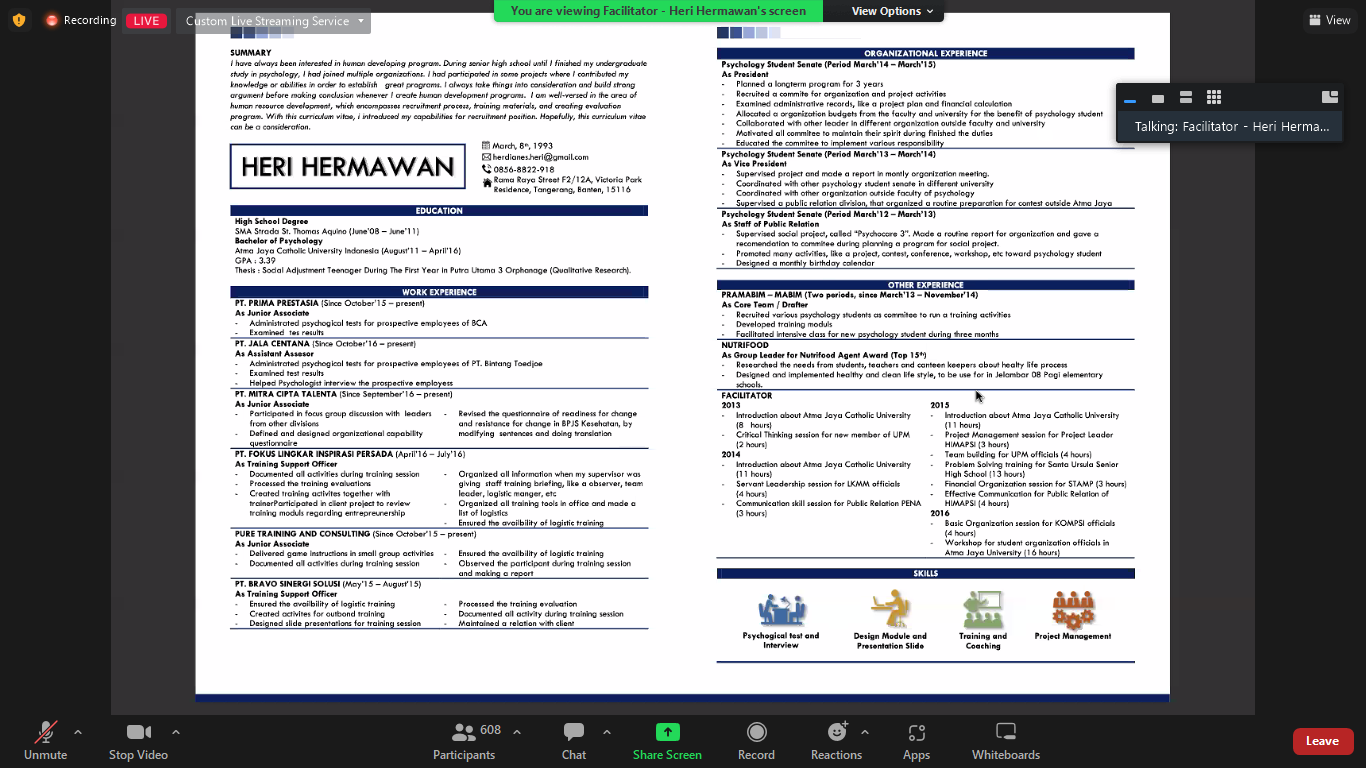 Recording
LIVE
Custom Live Streaming Service
You are viewing Facilitator - Heri Hermawan's screen
View Options
View
Talking: Facilitator - Heri Herma...
SUMMARY
I have always been interested in human developing program. During senior high school until I finished my undergraduate
study in psychology, I had joined multiple organizations. I had participated in some projects where I contributed my
knowledge or abilities in order to establish great programs. I always take things into consideration and build strong
argument before making conclusion whenever I create human development programs. I am well-versed in the area of
human resource development, which encompasses recruitment process, training materials, and creating evaluation
program. With this curriculum vitae, i introduced my capabilities for recruitment position. Hopefully, this curriculum vitae
can be a consideration.
HERI HERMAWAN
March, 8th, 1993
herdianes.heri@gmail.com
0856-8822-918
Rama Raya Street F2/12A, Victoria Park
Residence, Tangerang, Banten, 15116
EDUCATION
High School Degree
SMA Strada St. Thomas Aquino (June'08 – June'11)
Bachelor of Psychology
Atma Jaya Catholic University Indonesia (August'11 – April'16)
GPA : 3.39
Thesis : Social Adjustment Teenager During The First Year in Putra Utama 3 Orphanage (Qualitative Research).
WORK EXPERIENCE
PT. PRIMA PRESTASIA (Since October'15 – present)
As Junior Associate
- Administrated psychogical tests for prospective employees of BCA
- Examined tes results
PT. JALA CENTANA (Since October'16 – present)
As Assistant Assesor
- Administrated psychogical tests for prospective employees of PT. Bintang Toedjoe
- Examined test results
- Helped Psychologist interview the prospective employess
PT. MITRA CIPTA TALENTA (Since September'16 – present)
As Junior Associate
- Participated in focus group discussion with leaders
from other divisions
- Defined and designed organizational capability
questionnaire
- Revised the questionaire of readiness for change
and resistance for change in BPJS Kesehatan, by
modifying sentences and doing translation
PT. FOKUS LINGKAR INSPIRASI PERSADA (April'16 – July'16)
As Training Support Officer
- Documented all activities during training session
- Processed the training evaluations
- Created training activites together with
trainerParticipated in client project to review
training moduls regarding entrepreunership
- Organized all information when my supervisor was
giving staff training briefing, like a observer, team
leader, logistic manger, etc
- Organized all training tools in office and made a
list of logistics
- Ensured the availbility of logistic training
PURE TRAINING AND CONSULTING (Since October'15 – present)
As Junior Associate
- Delivered game instructions in small group activities
- Documented all activities during training session
- Ensured the availbility of logistic training
- Observed the participant during training session
and making a report
PT. BRAVO SINERGI SOLUSI (May'15 – August'15)
As Training Support Officer
- Ensured the availbility of logistic training
- Created activites for outbond training
- Designed slide presentations for training session
- Processed the training evaluation
- Documented all activity during training session
- Maintained a relation with client
ORGANIZATIONAL EXPERIENCE
Psychology Student Senate (Period March'14 – March'15)
As President
- Planned a longterm program for 3 years
- Recruited a commite for organization and project activities
- Examined administrative records, like a project plan and financial calculation
- Allocated a organization budgets from the faculty and university for the benefit of psychology student
- Collaborated with other leader in different organization outside faculty and university
- Motivated all commitee to maintain their spirit during finished the duties
- Educated the commitee to implement various responsibility
Psychology Student Senate (Period March'13 – March'14)
As Vice President
- Supervised project and made a report in montly organization meeting.
- Coordinated with other psychology student senate in different university
- Coordinated with other organization outside faculty of psychology
- Supervised a public relation division, that organized a routine preparation for contest outside Atma Jaya
Psychology Student Senate (Period March'12 – March'13)
As Staff of Public Relation
- Supervised social project, called "Psychocare 3". Made a routine report for organization and gave a
recomendation to commitee during planning a program for social project.
- Promoted many activities, like a project, contest, conference, workshop, etc toward psychology student
- Designed a monthly birthday calendar
OTHER EXPERIENCE
PRAMABIM – MABIM (Two periods, since March'13 – November'14)
As Core Team / Drafter
- Recruited various psychology students as commitee to run a training activities
- Developed training moduls
- Facilitated intensive class for new psychology student during three months
NUTRIFOOD
As Group Leader for Nutrifood Agent Award (Top 15th)
- Researched the needs from students, teachers and canteen keepers about healty life process
- Designed and implemented healthy and clean life style, to be use for in Jelambar 08 Pagi elementary
schools.
FACILITATOR
2013
- Introduction about Atma Jaya Catholic University
(8 hours)
- Critical Thinking session for new member of UPM
(2 hours)
2014
- Introduction about Atma Jaya Catholic University
(11 hours)
- Servant Leadership session for LKMM officials
(4 hours)
- Communication skill session for Public Relation PENA
(3 hours)
2015
- Introduction about Atma Jaya Catholic University
(11 hours)
- Project Management session for Project Leader
HIMAPSI (3 hours)
- Team building for UPM officials (4 hours)
- Problem Solving training for Santa Ursula Senior
High School (13 hours)
- Financial Organization session for STAMP (3 hours)
- Effective Communication for Public Relation of
HIMAPSI (4 hours)
2016
- Basic Organization session for KOMPSI officials
(4 hours)
- Workshop for student organization officials in
Atma Jaya University (16 hours)
SKILLS
Psychogical test and
Interview
Design Module and
Presentation Slide
Training and
Coaching
Project Management
Unmute
Stop Video
608
Participants
Chat
Share Screen
Record
Reactions
Apps
Whiteboards
Leave